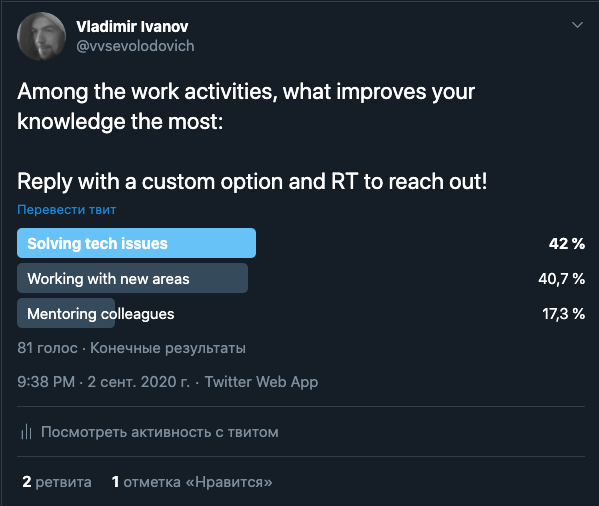 Vladimir Ivanov
@vvsevolodovich
Among the work activities, what improves your
knowledge the most:
Reply with a custom option and RT to reach out!
Перевести твит
Solving tech issues 42 %
Working with new areas 40,7 %
Mentoring colleagues 17,3 %
81 голос · Конечные результаты
9:38 PM · 2 сент. 2020 г. · Twitter Web App
Посмотреть активность с твитом
2 ретвита 1 отметка «Нравится»